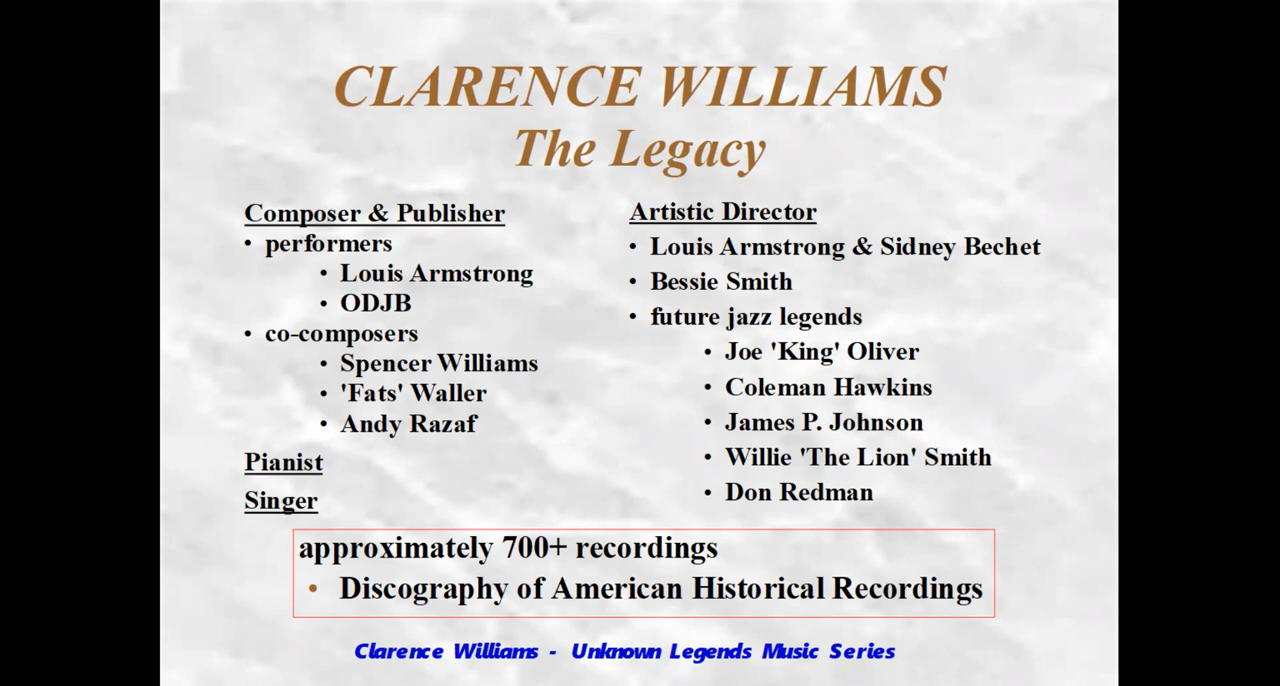 CLARENCE WILLIAMS
The Legacy
Composer & Publisher
• performers
• Louis Armstrong
• ODJB
• co-composers
• Spencer Williams
• 'Fats' Waller
• Andy Razaf
Pianist
Singer
Artistic Director
• Louis Armstrong & Sidney Bechet
• Bessie Smith
• future jazz legends
• Joe 'King' Oliver
• Coleman Hawkins
• James P. Johnson
• Willie 'The Lion' Smith
• Don Redman
approximately 700+ recordings
• Discography of American Historical Recordings
Clarence Williams - Unknown Legends Music Series